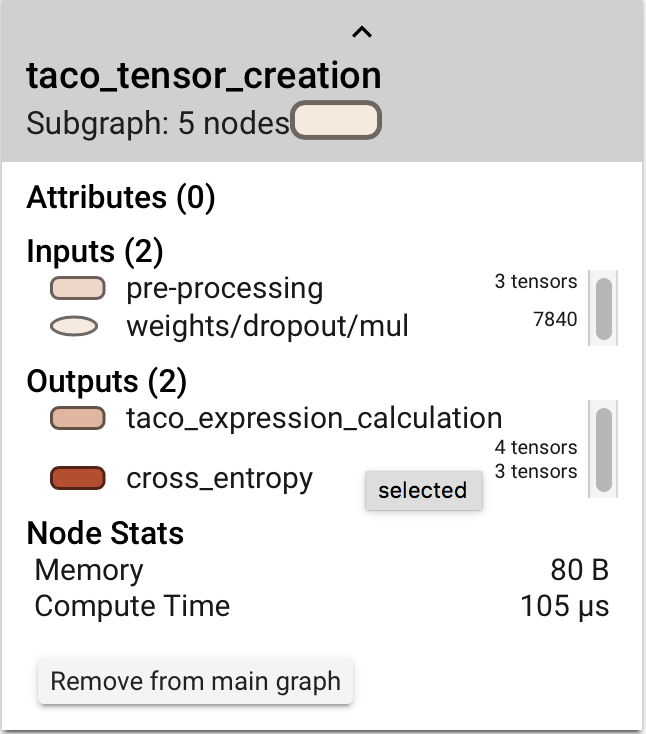 taco_tensor_creation
Subgraph: 5 nodes
Attributes (0)
Inputs (2)
pre-processing 3 tensors
weights/dropout/mul 7840
Outputs (2)
taco_expression_calculation
4 tensors
cross_entropy 3 tensors
selected
Node Stats
Memory 80 B
Compute Time 105 μs
Remove from main graph